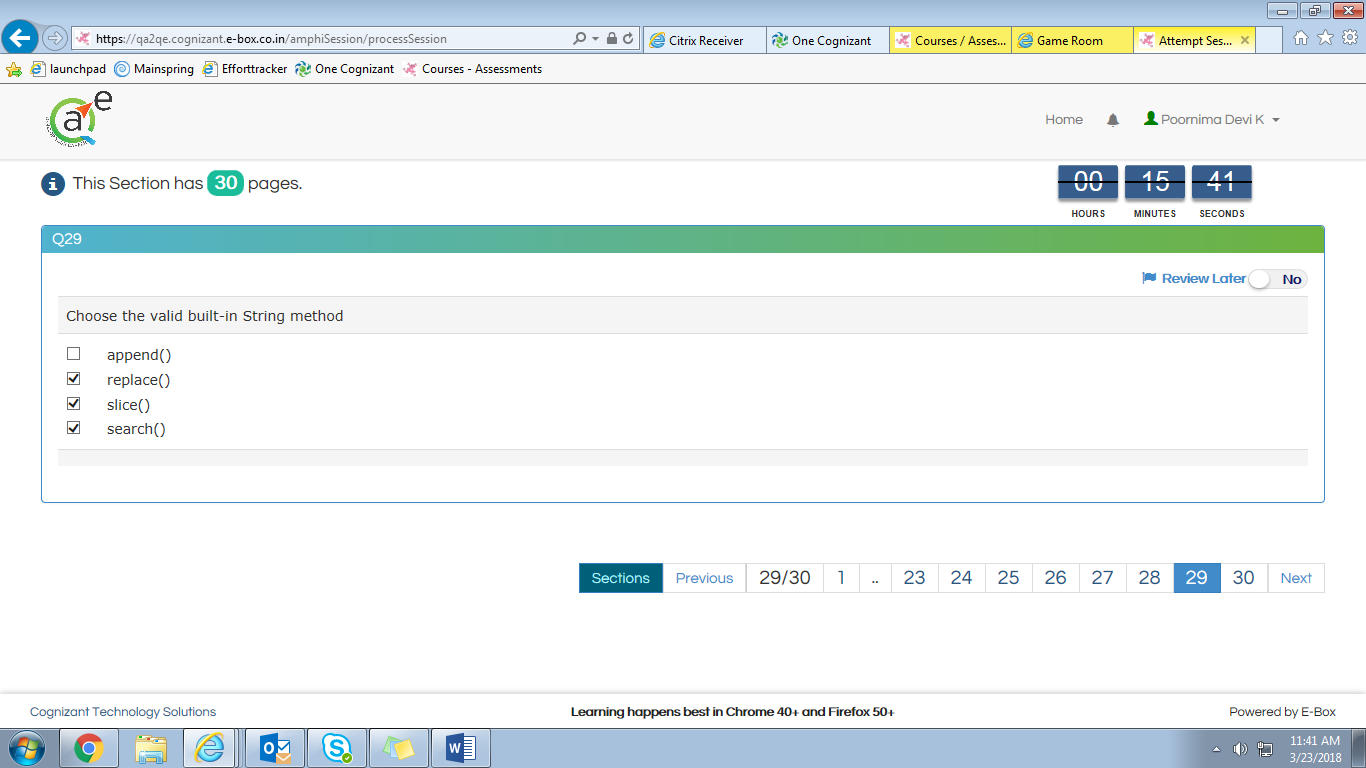 https://qa2qe.cognizant.e-box.co.in/amphiSession/processSession
Citrix Receiver
One Cognizant
Courses / Asses...
Game Room
Attempt Ses...
launchpad
Mainspring
Efforttracker
One Cognizant
Courses - Assessments
a e
Home
Poornima Devi K
This Section has 30 pages.
00 15 41
HOURS MINUTES SECONDS
Q29
Review Later No
Choose the valid built-in String method
append()
replace()
slice()
search()
Sections Previous 29/30 1 .. 23 24 25 26 27 28 29 30 Next
Cognizant Technology Solutions
Learning happens best in Chrome 40+ and Firefox 50+
Powered by E-Box
11:41 AM
3/23/2018